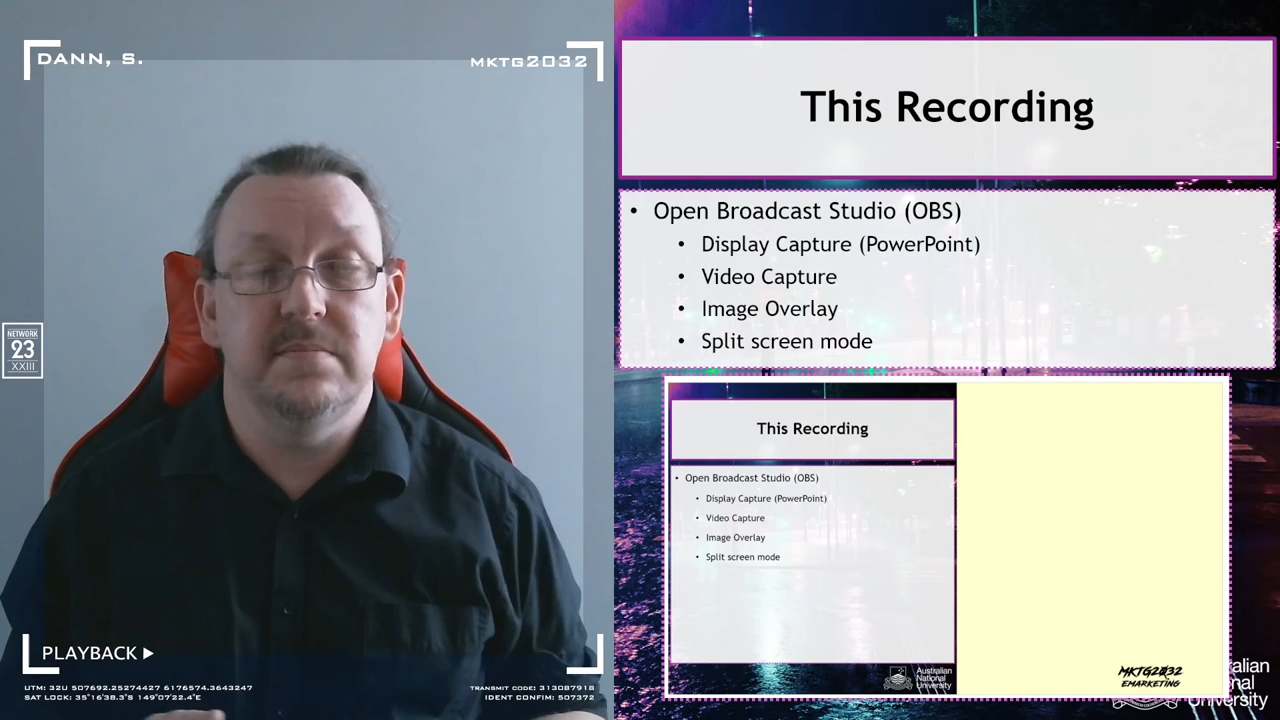 DANN, S.
MKTG2032
NETWORK
23
XXIII
PLAYBACK
UTM: 32U 507692.25274427 6176574.3643247
SAT LOCK: 35°16'38.3"S 149°07'22.4"E
TRANSMIT CODE: 313087918
IDENT CONFIM: 507372
This Recording
• Open Broadcast Studio (OBS)
• Display Capture (PowerPoint)
• Video Capture
• Image Overlay
• Split screen mode
This Recording
• Open Broadcast Studio (OBS)
• Display Capture (PowerPoint)
• Video Capture
• Image Overlay
• Split screen mode
Australian
National
University
MKTG2032
EMARKETING
ralian
nal
University